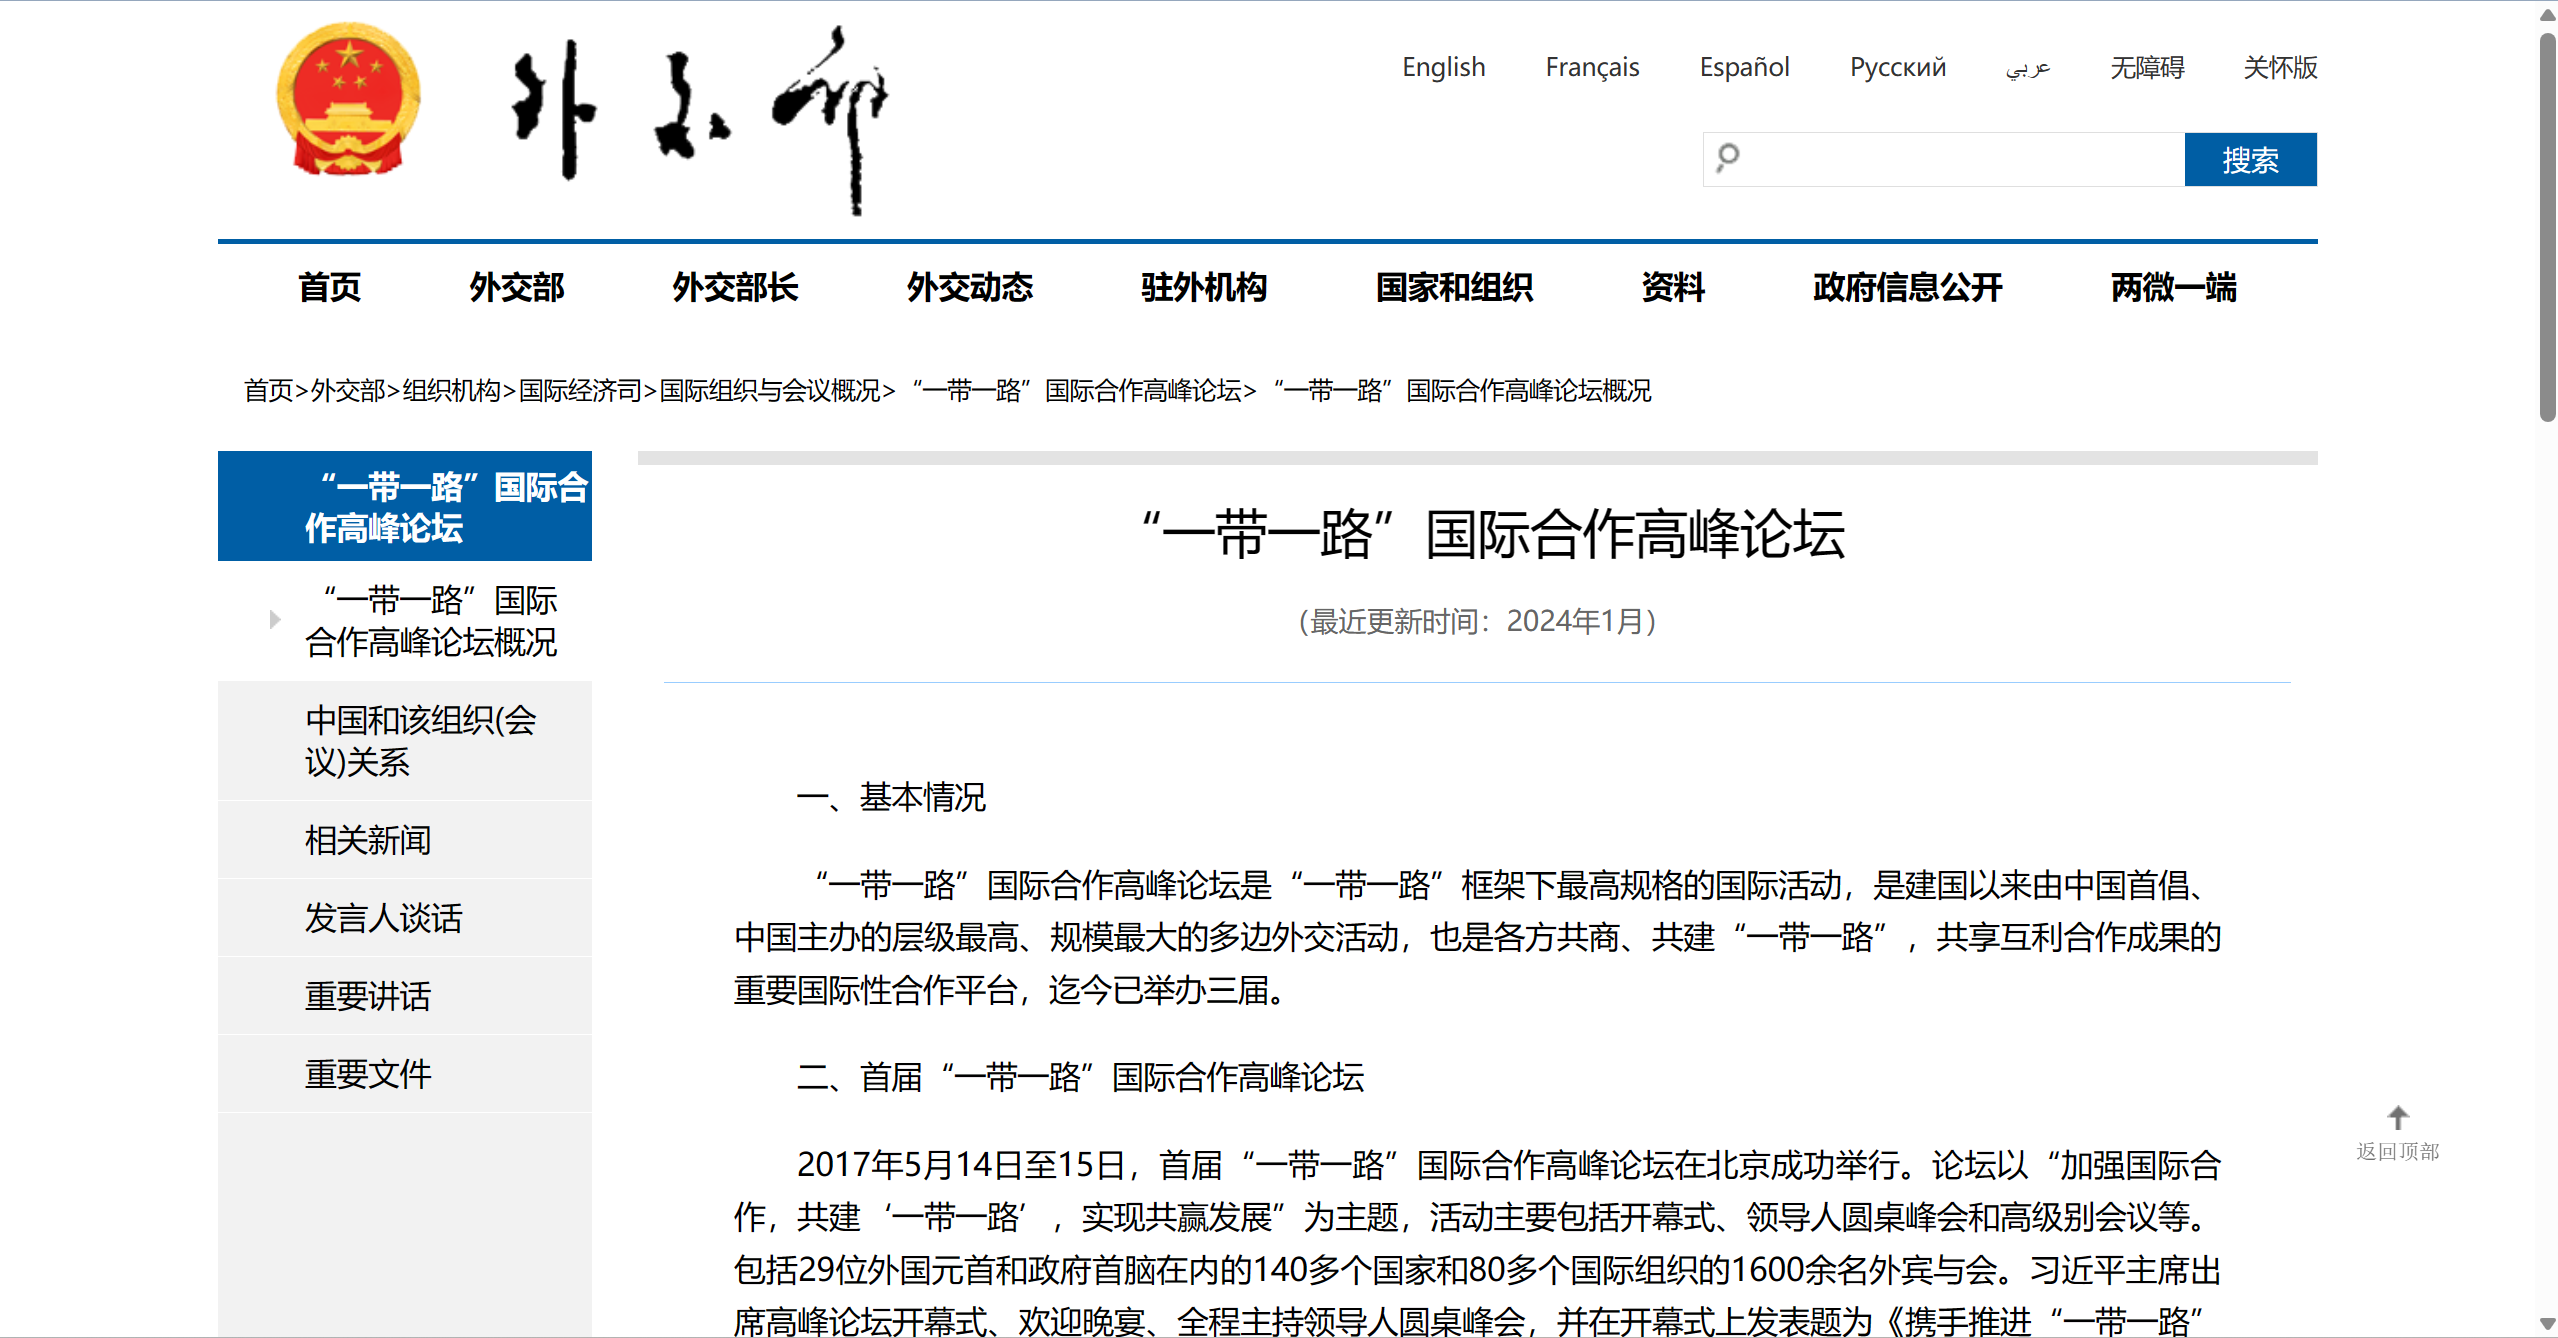 外交部
English Français Español Русский عربي 无障碍 关怀版
搜索
首页 外交部 外交部长 外交动态 驻外机构 国家和组织 资料 政府信息公开 两微一端
首页>外交部>组织机构>国际经济司>国际组织与会议概况>“一带一路”国际合作高峰论坛>“一带一路”国际合作高峰论坛概况
“一带一路”国际合
作高峰论坛
“一带一路”国际
合作高峰论坛概况
中国和该组织(会
议)关系
相关新闻
发言人谈话
重要讲话
重要文件
“一带一路”国际合作高峰论坛
（最近更新时间：2024年1月）
一、基本情况
“一带一路”国际合作高峰论坛是“一带一路”框架下最高规格的国际活动，是建国以来由中国首倡、
中国主办的层级最高、规模最大的多边外交活动，也是各方共商、共建“一带一路”，共享互利合作成果的
重要国际性合作平台，迄今已举办三届。
二、首届“一带一路”国际合作高峰论坛
2017年5月14日至15日，首届“一带一路”国际合作高峰论坛在北京成功举行。论坛以“加强国际合
作，共建‘一带一路’，实现共赢发展”为主题，活动主要包括开幕式、领导人圆桌峰会和高级别会议等。
包括29位外国元首和政府首脑在内的140多个国家和80多个国际组织的1600余名外宾与会。习近平主席出
席高峰论坛开幕式、欢迎晚宴、全程主持领导人圆桌峰会，并在开幕式上发表题为《携手推进“一带一路”
返回顶部